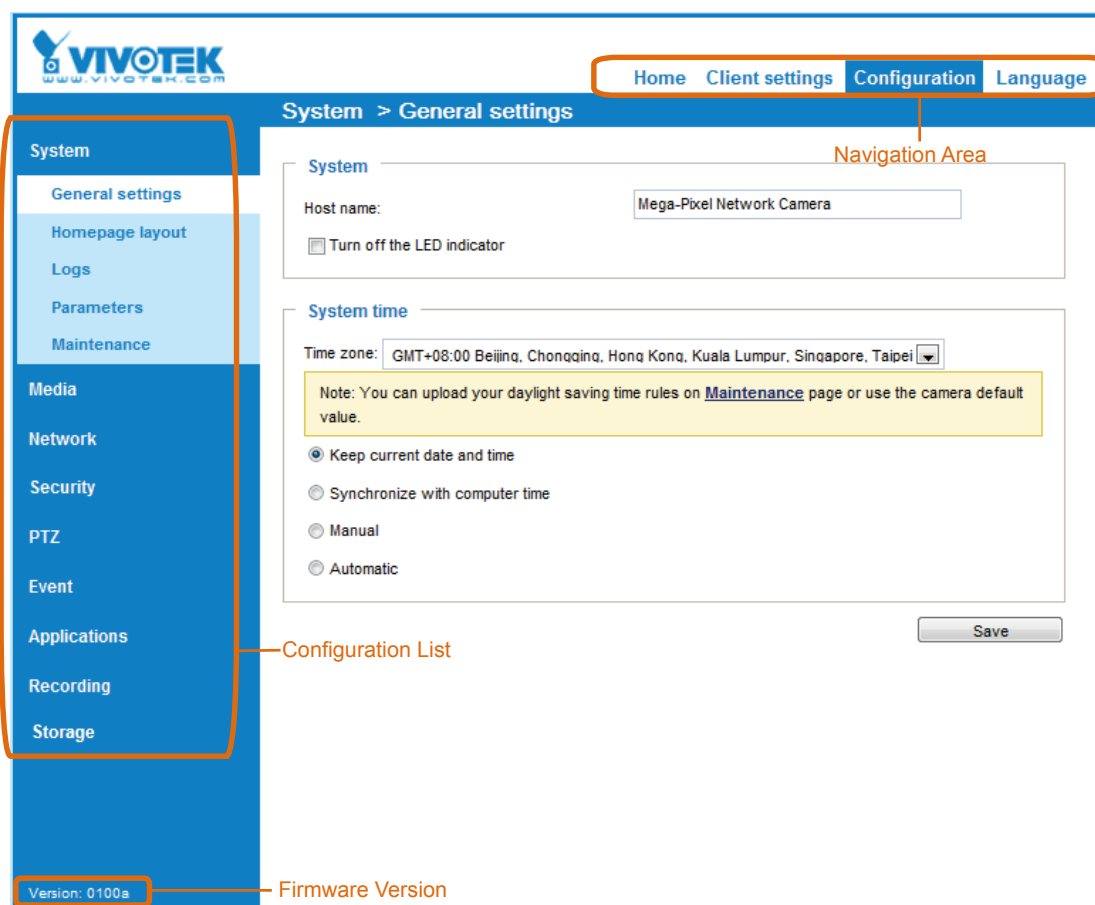 VIVOTEK
www.vivotek.com
Home Client settings Configuration Language
System > General settings
Navigation Area
System
General settings
Homepage layout
Logs
Parameters
Maintenance
Media
Network
Security
PTZ
Event
Applications
Recording
Storage
Version: 0100a
System
Host name: Mega-Pixel Network Camera
Turn off the LED indicator
System time
Time zone: GMT+08:00 Beijing, Chongqing, Hong Kong, Kuala Lumpur, Singapore, Taipei
Note: You can upload your daylight saving time rules on Maintenance page or use the camera default
value.
Keep current date and time
Synchronize with computer time
Manual
Automatic
Save
Configuration List
Firmware Version